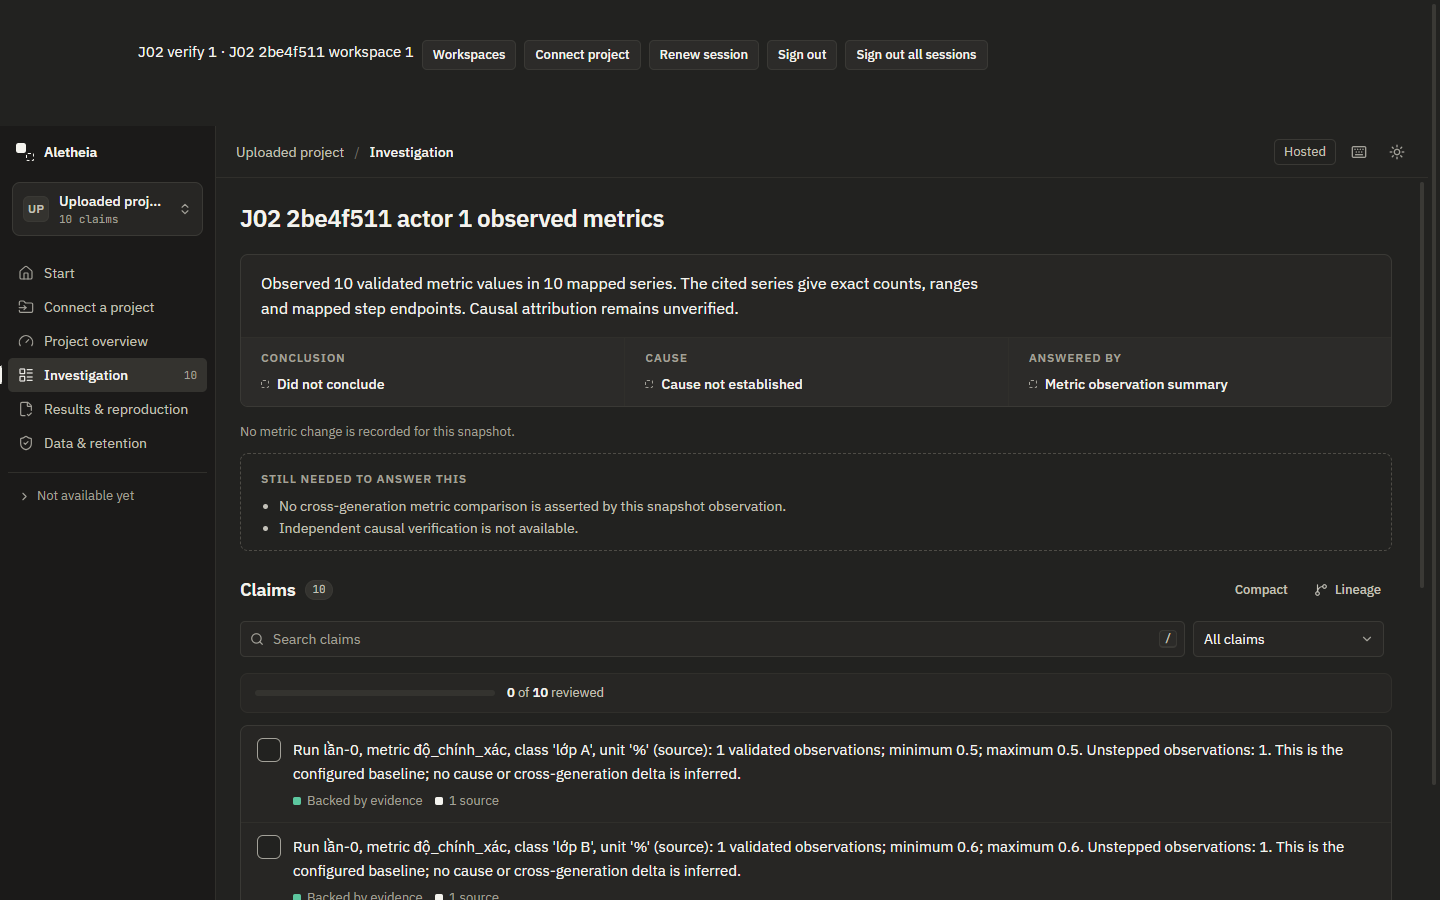 J02 verify 1 · J02 2be4f511 workspace 1
Workspaces
Connect project
Renew session
Sign out
Sign out all sessions
Aletheia
UP
Uploaded proj...
10 claims
Start
Connect a project
Project overview
Investigation 10
Results & reproduction
Data & retention
Not available yet
Uploaded project / Investigation
Hosted
J02 2be4f511 actor 1 observed metrics
Observed 10 validated metric values in 10 mapped series. The cited series give exact counts, ranges
and mapped step endpoints. Causal attribution remains unverified.
CONCLUSION
Did not conclude
CAUSE
Cause not established
ANSWERED BY
Metric observation summary
No metric change is recorded for this snapshot.
STILL NEEDED TO ANSWER THIS
• No cross-generation metric comparison is asserted by this snapshot observation.
• Independent causal verification is not available.
Claims 10
Compact
Lineage
Search claims /
All claims
0 of 10 reviewed
Run lần-0, metric độ_chính_xác, class 'lớp A', unit '%' (source): 1 validated observations; minimum 0.5; maximum 0.5. Unstepped observations: 1. This is the
configured baseline; no cause or cross-generation delta is inferred.
Backed by evidence 1 source
Run lần-0, metric độ_chính_xác, class 'lớp B', unit '%' (source): 1 validated observations; minimum 0.6; maximum 0.6. Unstepped observations: 1. This is the
configured baseline; no cause or cross-generation delta is inferred.
Backed by evidence 1 source